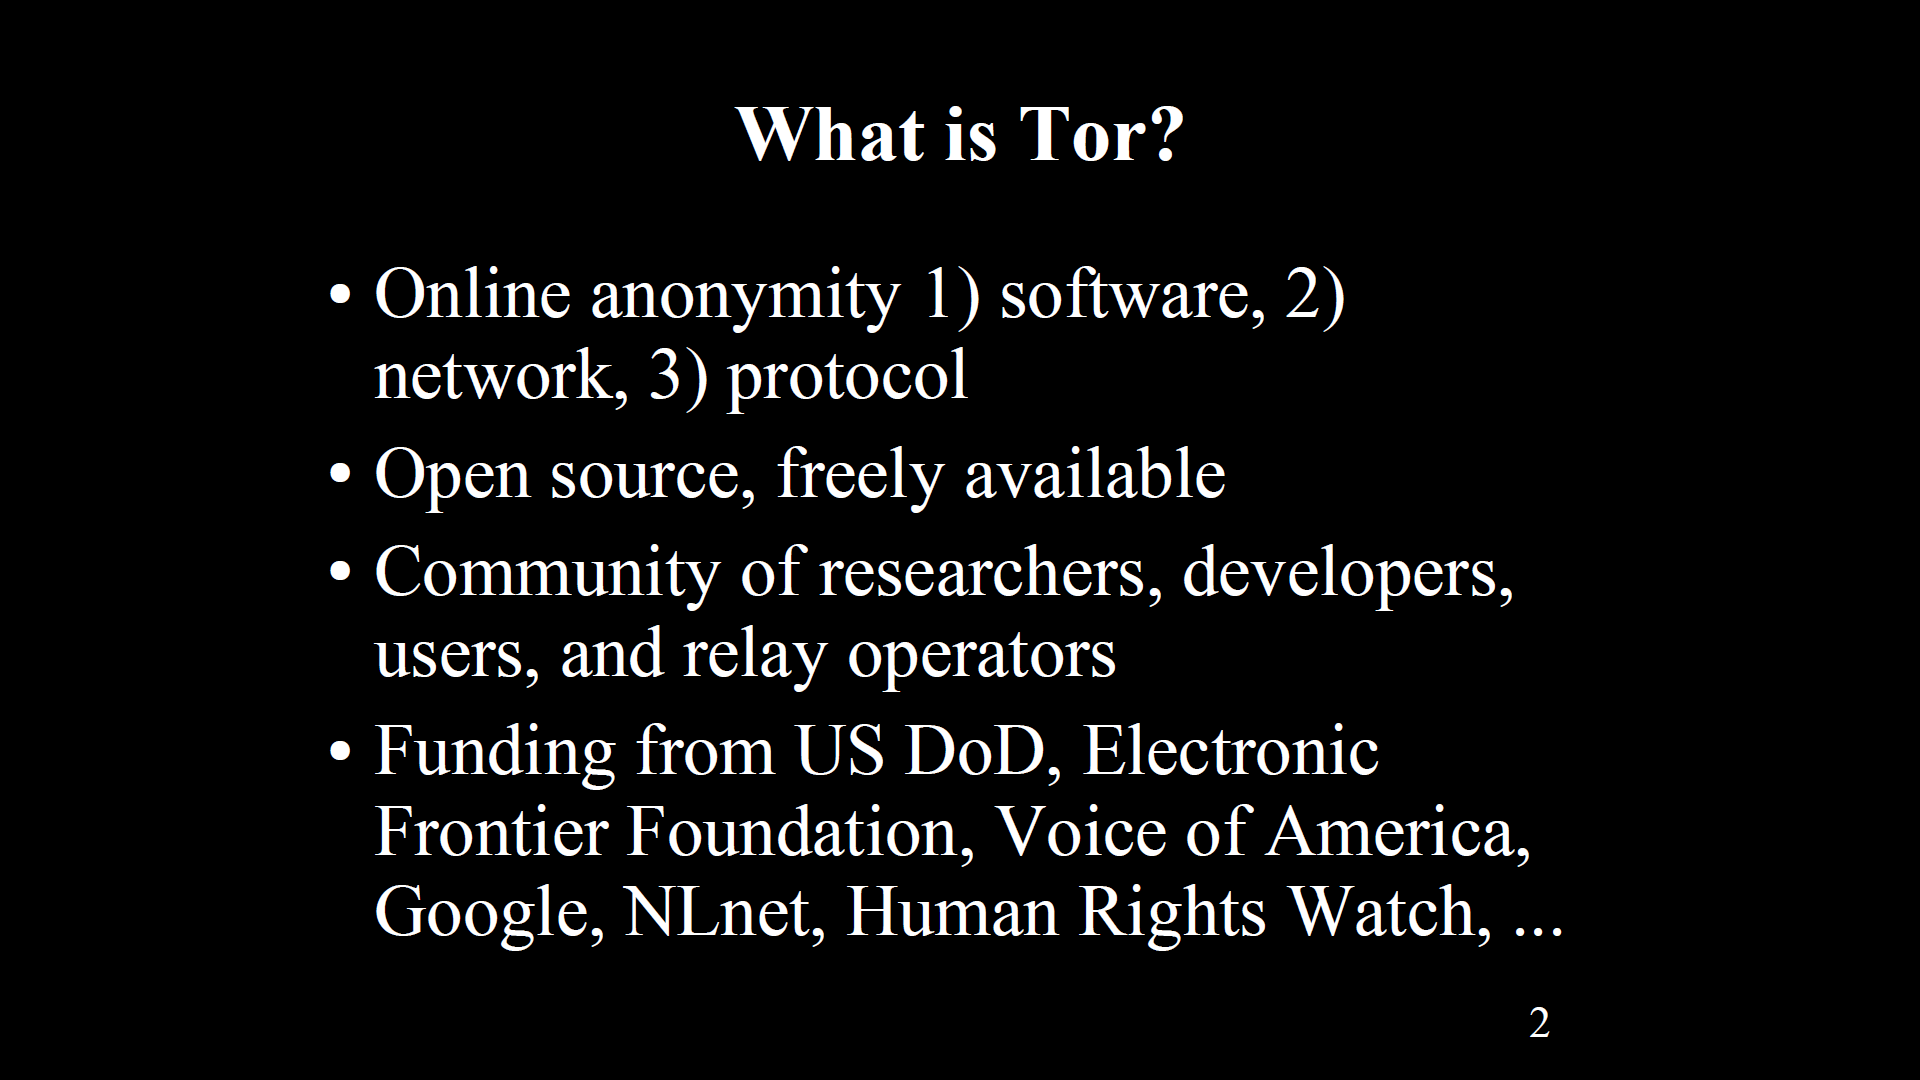 What is Tor?
• Online anonymity 1) software, 2)
network, 3) protocol
• Open source, freely available
• Community of researchers, developers,
users, and relay operators
• Funding from US DoD, Electronic
Frontier Foundation, Voice of America,
Google, NLnet, Human Rights Watch, ...
2